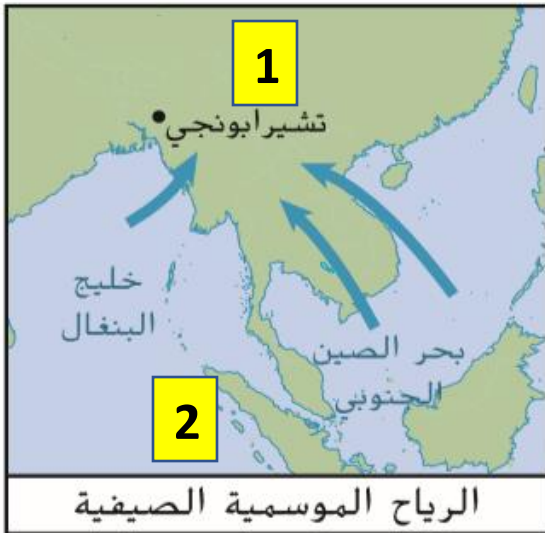 1
تشيرابونجي
خليج
البنغال
بحر الصين
الجنوبي
2
الرياح الموسمية الصيفية